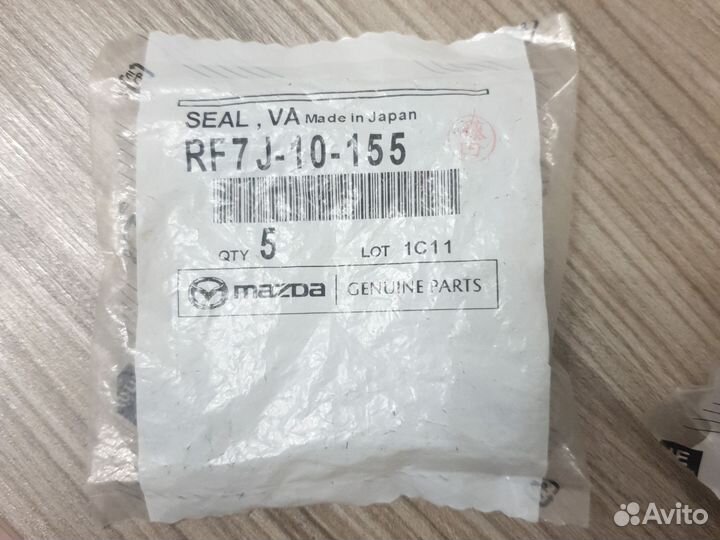 SEAL , VA Made in Japan
RF7J-10-155
QTY 5 LOT 1C11
mazda GENUINE PARTS
Avito